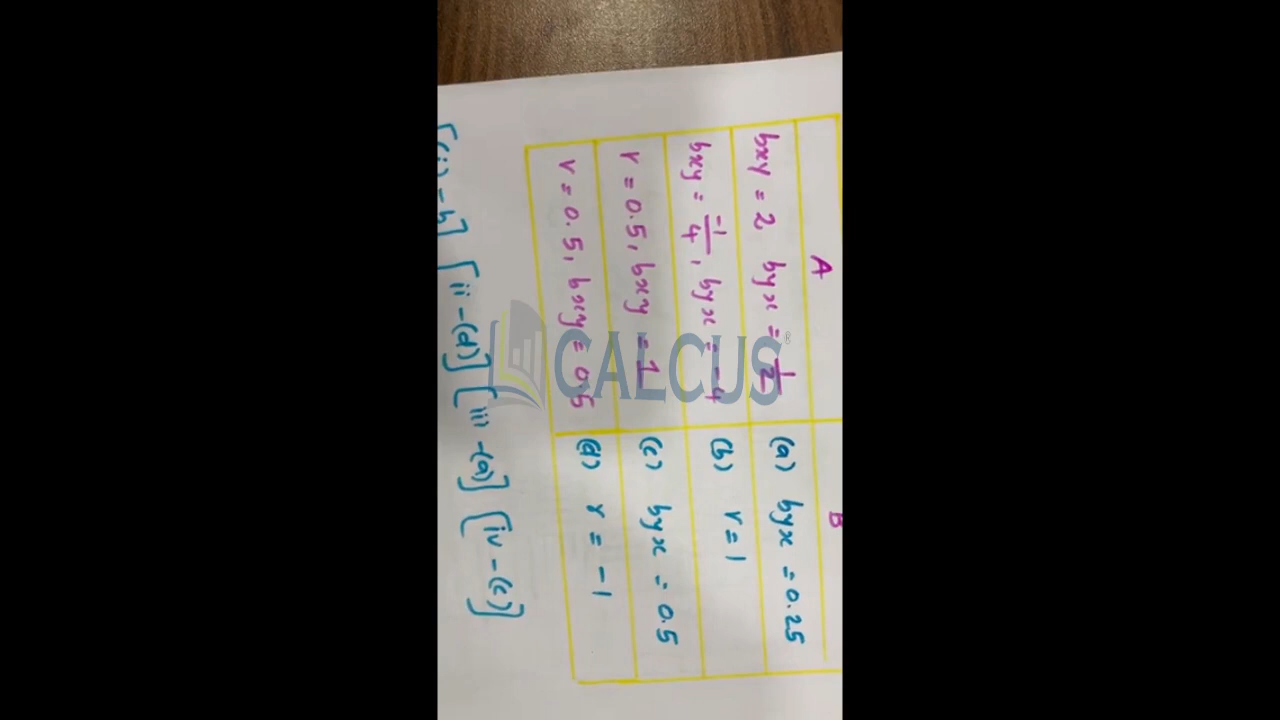 A B
bxy = 2 byx = 1/2 (a) byx = 0.25
bxy = -1/4, byx = -4 (b) r = 1
r = 0.5, bxy = 1 (c) byx = 0.5
r = 0.5, bxy = 0.5 (d) r = -1
[(i) - b] [ii - (d)] [iii - (a)] [iv - (c)]
CALCUS